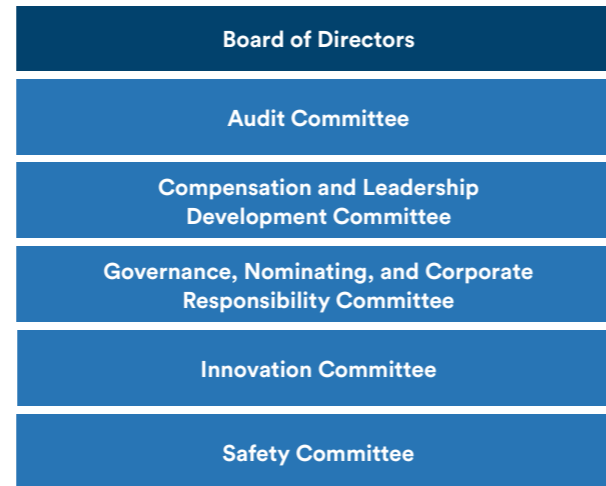 Board of Directors
Audit Committee
Compensation and Leadership
Development Committee
Governance, Nominating, and Corporate
Responsibility Committee
Innovation Committee
Safety Committee